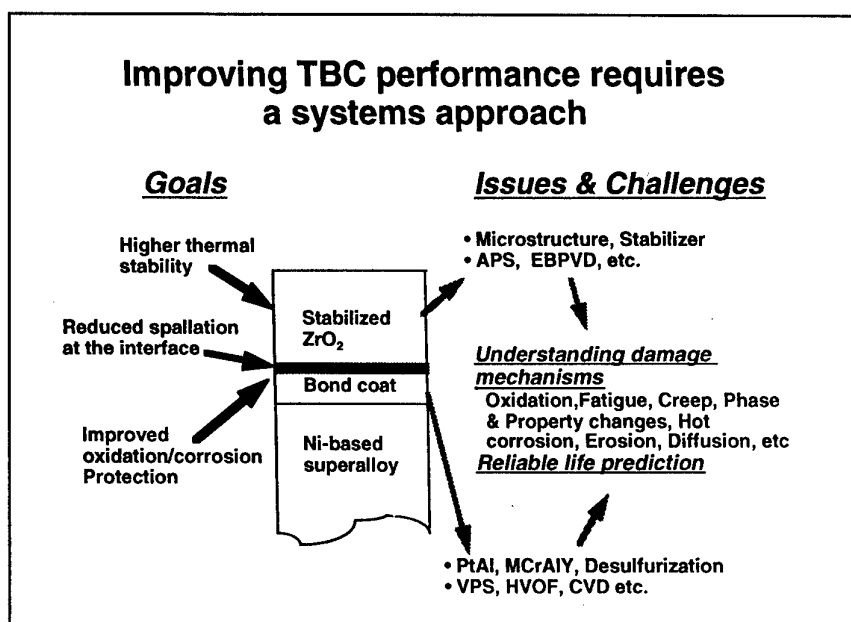 Improving TBC performance requires
a systems approach
Goals
Issues & Challenges
Higher thermal
stability
Reduced spallation
at the interface
Improved
oxidation/corrosion
Protection
Stabilized
ZrO₂
Bond coat
Ni-based
superalloy
• Microstructure, Stabilizer
• APS, EBPVD, etc.
Understanding damage
mechanisms
Oxidation,Fatigue, Creep, Phase
& Property changes, Hot
corrosion, Erosion, Diffusion, etc
Reliable life prediction
• PtAl, MCrAlY, Desulfurization
• VPS, HVOF, CVD etc.